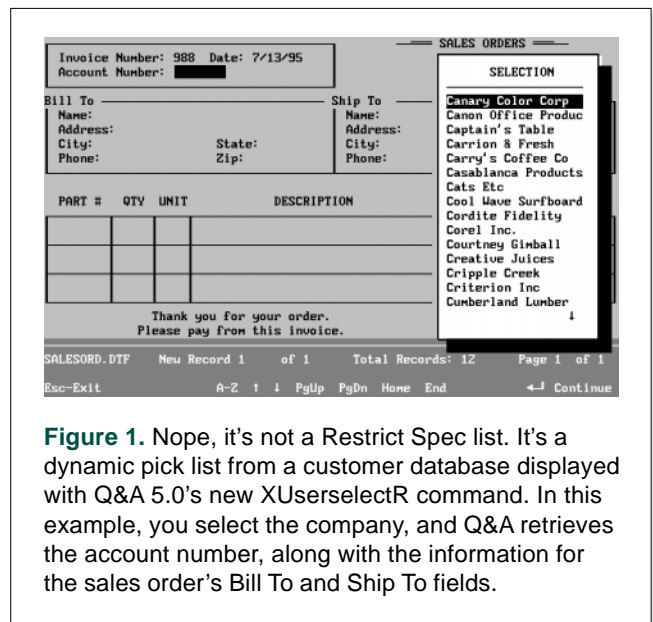 SALES ORDERS
Invoice Number: 988 Date: 7/13/95
Account Number:
SELECTION
Bill To
Name:
Address:
City: State:
Phone: Zip:
Ship To
Name:
Address:
City:
Phone:
Canary Color Corp
Canon Office Produc
Captain's Table
Carrion & Fresh
Carry's Coffee Co
Casablanca Products
Cats Etc
Cool Wave Surfboard
Cordite Fidelity
Corel Inc.
Courtney Gimball
Creative Juices
Cripple Creek
Criterion Inc
Cumberland Lumber
↓
PART # QTY UNIT DESCRIPTION
Thank you for your order.
Please pay from this invoice.
SALESORD.DTF New Record 1 of 1 Total Records: 12 Page 1 of 1
Esc-Exit A-Z ↑ ↓ PgUp PgDn Home End ↵ Continue
Figure 1. Nope, it's not a Restrict Spec list. It's a
dynamic pick list from a customer database displayed
with Q&A 5.0's new XUserselectR command. In this
example, you select the company, and Q&A retrieves
the account number, along with the information for
the sales order's Bill To and Ship To fields.